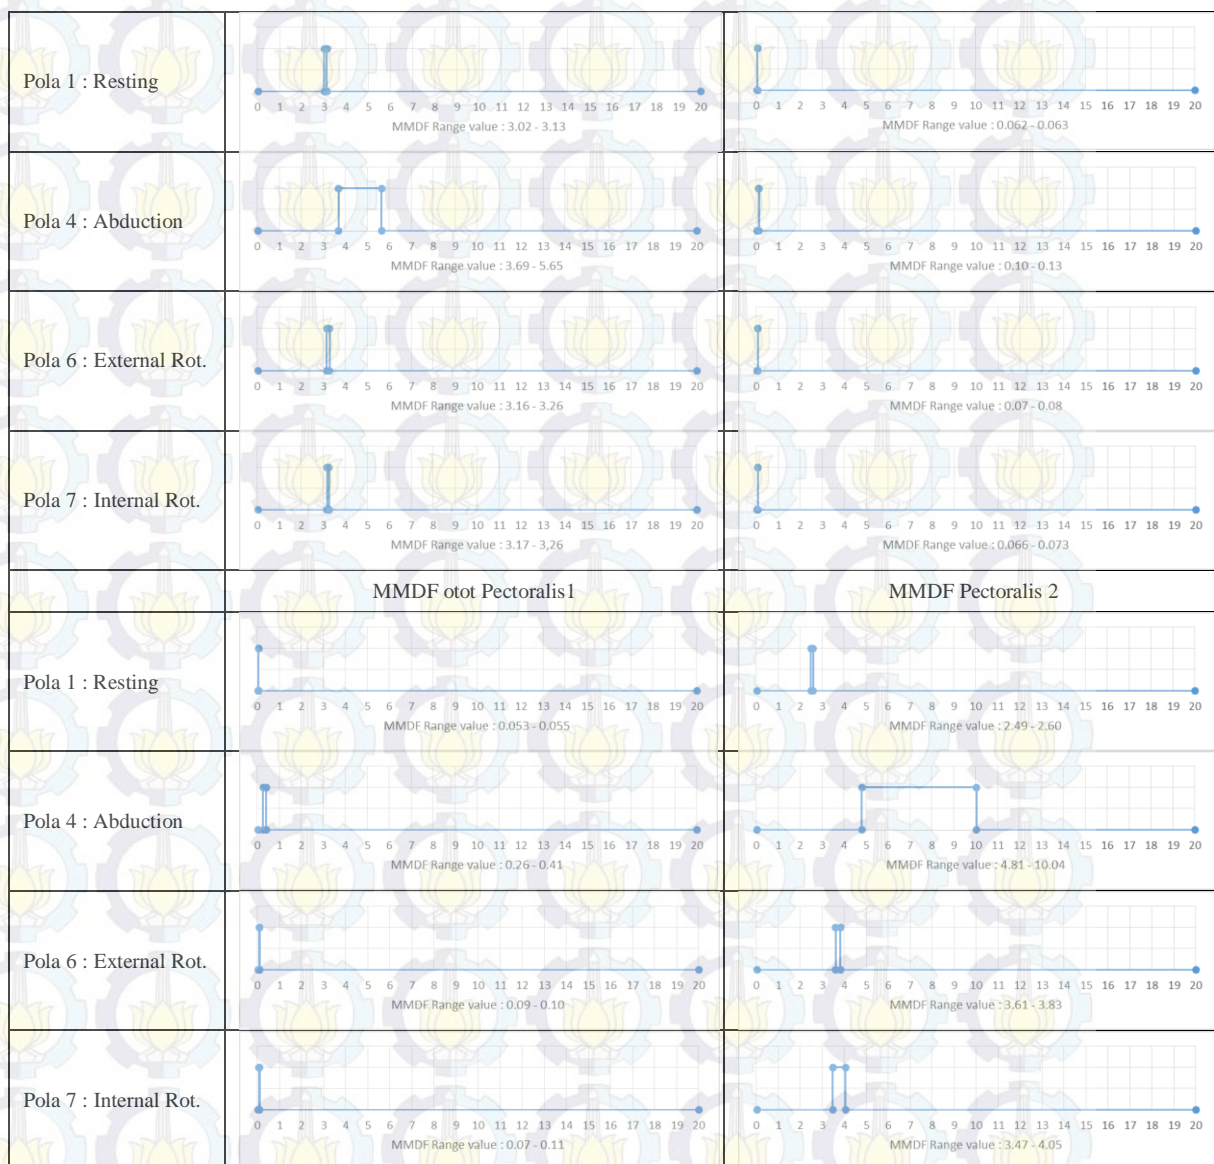 Pola 1 : Resting
0 1 2 3 4 5 6 7 8 9 10 11 12 13 14 15 16 17 18 19 20
MMDF Range value : 3.02 - 3.13
0 1 2 3 4 5 6 7 8 9 10 11 12 13 14 15 16 17 18 19 20
MMDF Range value : 0.062 - 0.063
Pola 4 : Abduction
0 1 2 3 4 5 6 7 8 9 10 11 12 13 14 15 16 17 18 19 20
MMDF Range value : 3.69 - 5.65
0 1 2 3 4 5 6 7 8 9 10 11 12 13 14 15 16 17 18 19 20
MMDF Range value : 0.10 - 0.13
Pola 6 : External Rot.
0 1 2 3 4 5 6 7 8 9 10 11 12 13 14 15 16 17 18 19 20
MMDF Range value : 3.16 - 3.26
0 1 2 3 4 5 6 7 8 9 10 11 12 13 14 15 16 17 18 19 20
MMDF Range value : 0.07 - 0.08
Pola 7 : Internal Rot.
0 1 2 3 4 5 6 7 8 9 10 11 12 13 14 15 16 17 18 19 20
MMDF Range value : 3.17 - 3,26
0 1 2 3 4 5 6 7 8 9 10 11 12 13 14 15 16 17 18 19 20
MMDF Range value : 0.066 - 0.073
MMDF otot Pectoralis1
MMDF Pectoralis 2
Pola 1 : Resting
0 1 2 3 4 5 6 7 8 9 10 11 12 13 14 15 16 17 18 19 20
MMDF Range value : 0.053 - 0.055
0 1 2 3 4 5 6 7 8 9 10 11 12 13 14 15 16 17 18 19 20
MMDF Range value : 2.49 - 2.60
Pola 4 : Abduction
0 1 2 3 4 5 6 7 8 9 10 11 12 13 14 15 16 17 18 19 20
MMDF Range value : 0.26 - 0.41
0 1 2 3 4 5 6 7 8 9 10 11 12 13 14 15 16 17 18 19 20
MMDF Range value : 4.81 - 10.04
Pola 6 : External Rot.
0 1 2 3 4 5 6 7 8 9 10 11 12 13 14 15 16 17 18 19 20
MMDF Range value : 0.09 - 0.10
0 1 2 3 4 5 6 7 8 9 10 11 12 13 14 15 16 17 18 19 20
MMDF Range value : 3.61 - 3.83
Pola 7 : Internal Rot.
0 1 2 3 4 5 6 7 8 9 10 11 12 13 14 15 16 17 18 19 20
MMDF Range value : 0.07 - 0.11
0 1 2 3 4 5 6 7 8 9 10 11 12 13 14 15 16 17 18 19 20
MMDF Range value : 3.47 - 4.05